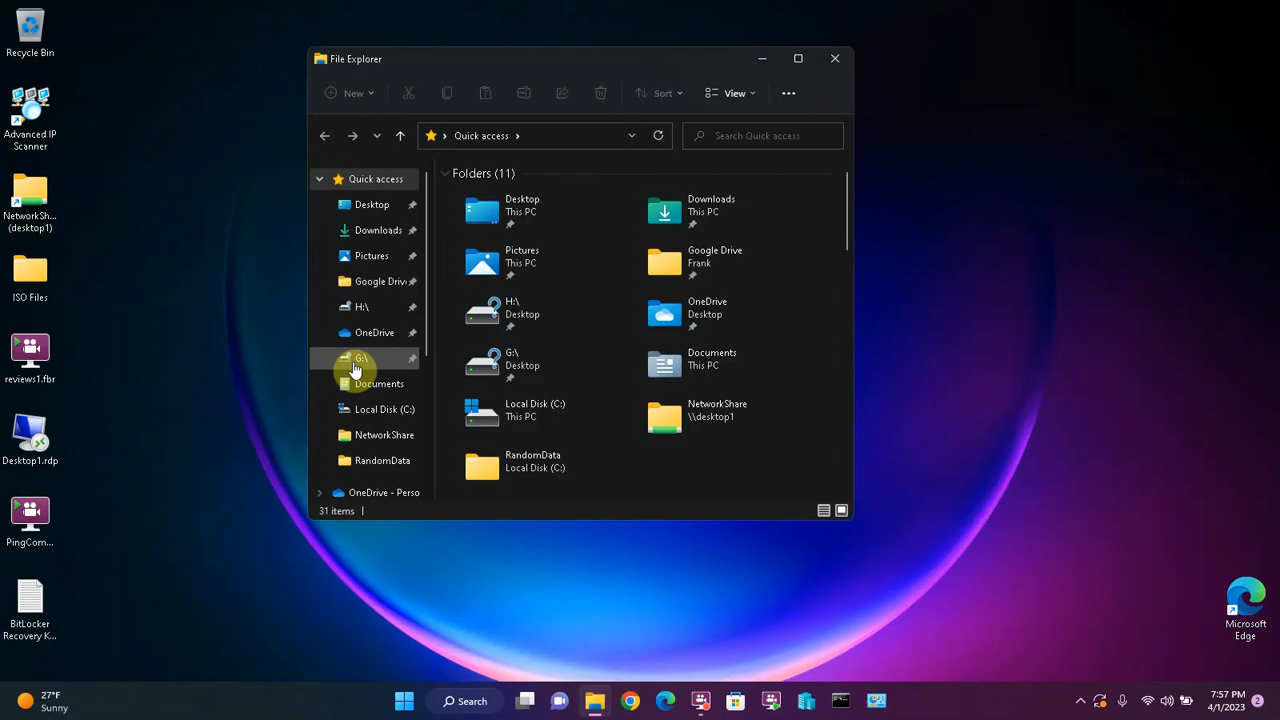 Recycle Bin
Advanced IP
Scanner
NetworkSh...
(desktop1)
ISO Files
reviews1.fbr
Desktop1.rdp
PingCom...
BitLocker
Recovery K...
Microsoft
Edge
File Explorer
New
Sort
View
Quick access
Search Quick access
Quick access
Desktop
Downloads
Pictures
Google Driv
H:\
OneDrive
G:\
Documents
Local Disk (C:)
NetworkShare
RandomData
OneDrive - Perso
Folders (11)
Desktop
This PC
Downloads
This PC
Pictures
This PC
Google Drive
Frank
H:\
Desktop
OneDrive
Desktop
G:\
Desktop
Documents
This PC
Local Disk (C:)
This PC
NetworkShare
\\desktop1
RandomData
Local Disk (C:)
31 items
27°F
Sunny
Search
7:57 PM
4/1/2023
2